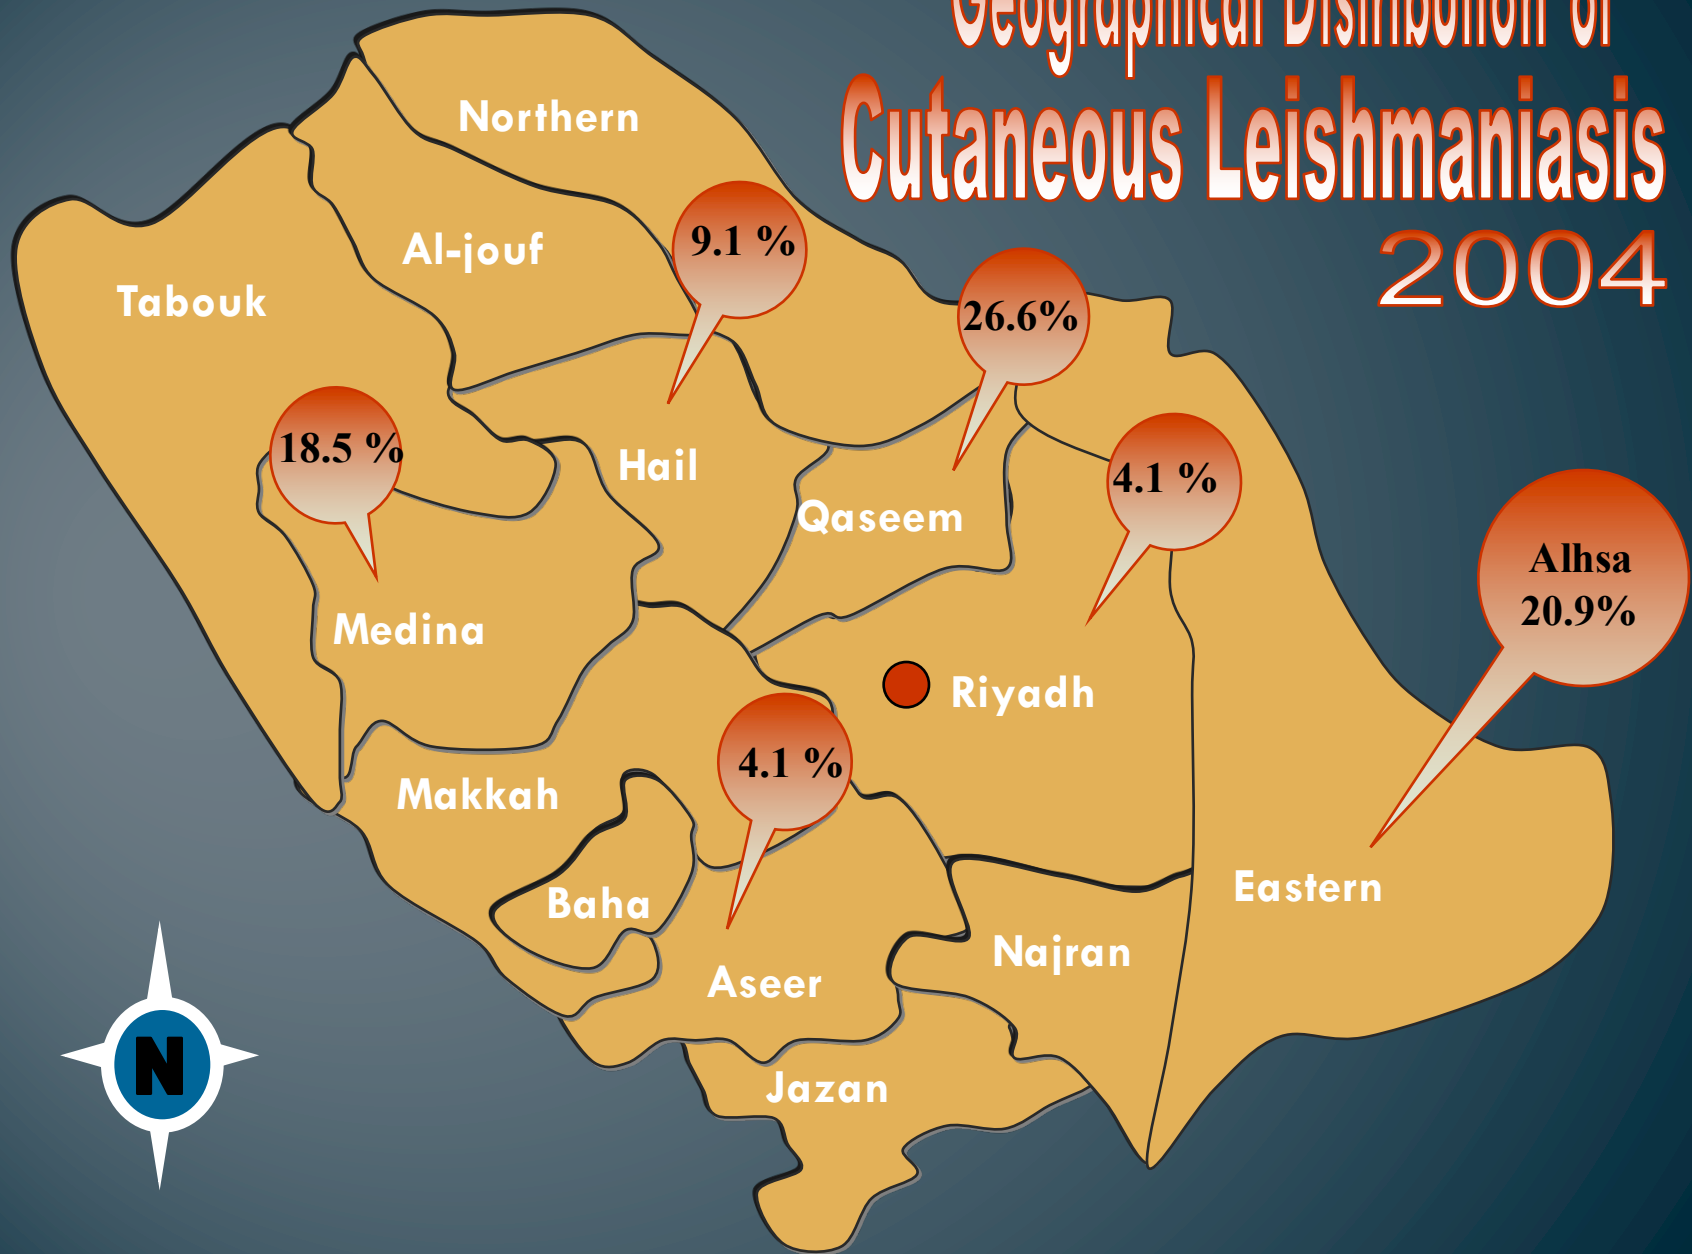 Geographical Distribution of
Cutaneous Leishmaniasis
2004
Northern
Al-jouf
9.1 %
Tabouk
26.6%
18.5 %
Hail
4.1 %
Qaseem
Alhsa
20.9%
Medina
Riyadh
4.1 %
Makkah
Eastern
Baha
Najran
Aseer
N
Jazan